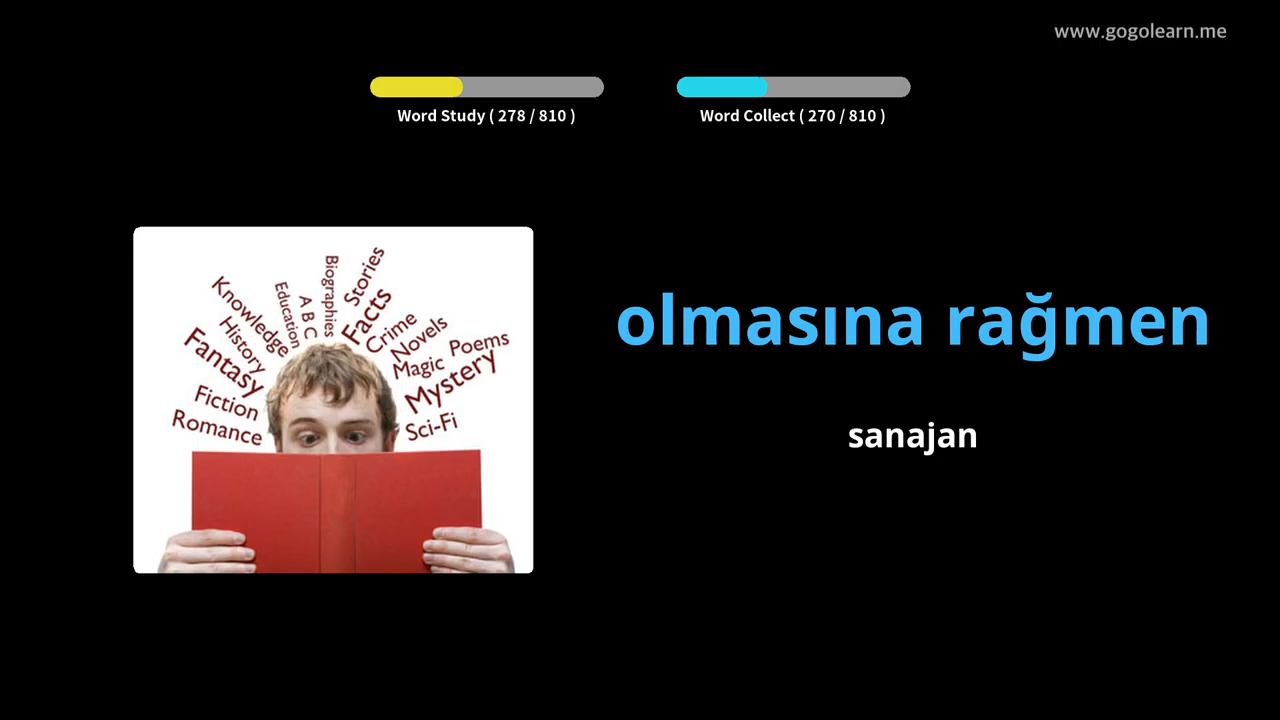 www.gogolearn.me
Word Study ( 278 / 810 )
Word Collect ( 270 / 810 )
Knowledge
Education
A B C
Biographies
Stories
Facts
Crime
Novels
Poems
Magic
Mystery
Sci-Fi
History
Fantasy
Fiction
Romance
olmasına rağmen
sanajan